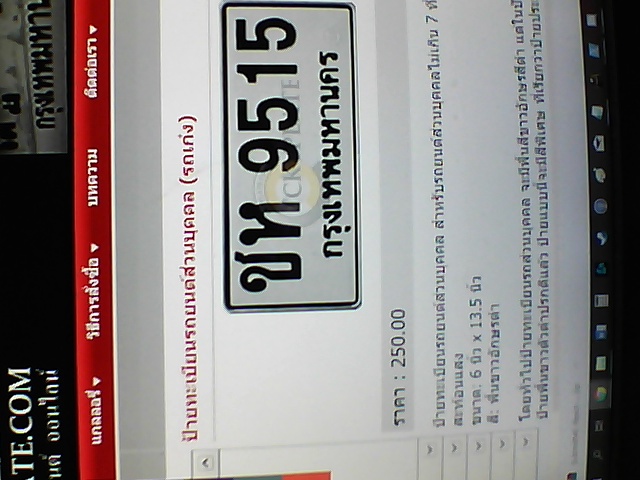 TE.COM
ออนไลน์
แกลลอรี่ วิธีการสั่งซื้อ บทความ ติดต่อเรา
กรุงเทพมหาน
ป้ายทะเบียนรถยนต์ส่วนบุคคล (รถเก๋ง)
ชห 9515
กรุงเทพมหานคร
ราคา : 250.00
ป้ายทะเบียนรถยนต์ส่วนบุคคล สำหรับรถยนต์ส่วนบุคคลไม่เกิน 7 ที่
สะท้อนแสง
ขนาด: 6 นิ้ว x 13.5 นิ้ว
สี: พื้นขาวอักษรดำ
โดยทั่วไปป้ายทะเบียนรถส่วนบุคคล จะมีพื้นสีขาวอักษรสีดำ แต่ในปั
ป้ายพื้นขาวตัวดำปรกติแล้ว ป้ายแบบนี้จะมีสีพิเศษ ที่เรียกว่าป้ายประ